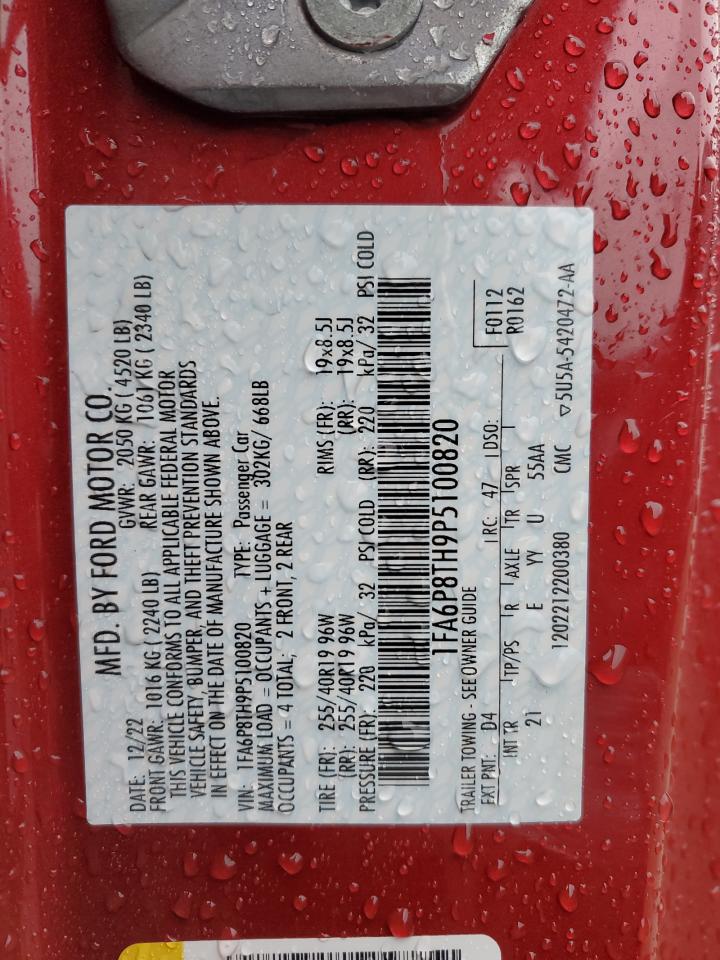 MFD. BY FORD MOTOR CO.
DATE: 12/22 GVWR: 2050 KG ( 4520 LB)
FRONT GAWR: 1016 KG ( 2240 LB) REAR GAWR: 1061 KG ( 2340 LB)
THIS VEHICLE CONFORMS TO ALL APPLICABLE FEDERAL MOTOR
VEHICLE SAFETY, BUMPER, AND THEFT PREVENTION STANDARDS
IN EFFECT ON THE DATE OF MANUFACTURE SHOWN ABOVE.
VIN: 1FA6P8TH9P5100820 TYPE: Passenger Car
MAXIMUM LOAD = OCCUPANTS + LUGGAGE = 302KG/ 668LB
OCCUPANTS = 4 TOTAL: 2 FRONT, 2 REAR
TIRE (FR): 255/40R19 96W RIMS (FR): 19x8.5J
(RR): 255/40R19 96W (RR): 19x8.5J
PRESSURE (FR): 220 kPa/ 32 PSI COLD (RR): 220 kPa/ 32 PSI COLD
1FA6P8TH9P5100820
TRAILER TOWING - SEE OWNER GUIDE F0112
EXT PNT: D4 RC: 47 DSO: R0162
INT TR TP/PS R AXLE TR SPR
21 E YY U 55AA
1202212200380 CMC ▽5U5A-5420472-AA